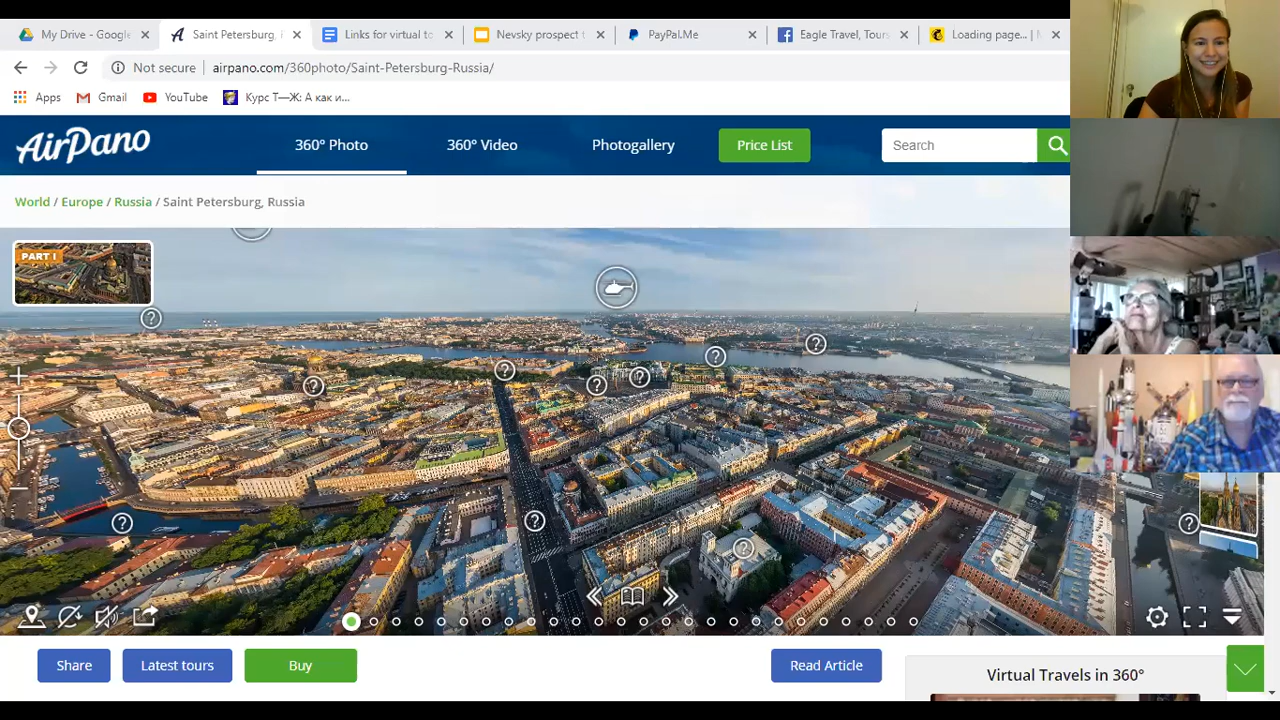 My Drive - Google
Saint Petersburg, i
Links for virtual to
Nevsky prospect t
PayPal.Me
Eagle Travel, Tours
Loading page...
Not secure
airpano.com/360photo/Saint-Petersburg-Russia/
Apps
Gmail
YouTube
Курс Т—Ж: А как и...
AirPano
360° Photo
360° Video
Photogallery
Price List
Search
World / Europe / Russia / Saint Petersburg, Russia
PART I
Share
Latest tours
Buy
Read Article
Virtual Travels in 360°